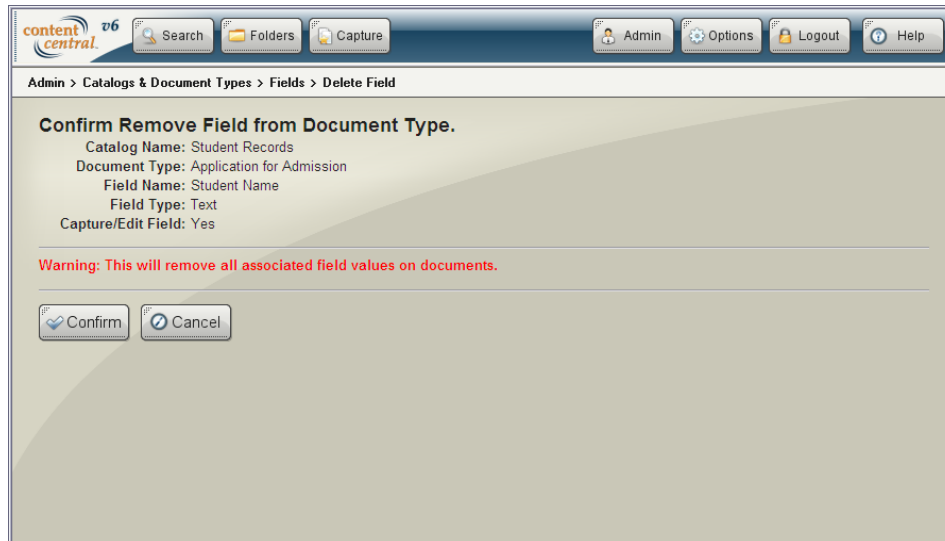 content central. v6 Search Folders Capture Admin Options Logout Help
Admin > Catalogs & Document Types > Fields > Delete Field
Confirm Remove Field from Document Type.
Catalog Name: Student Records
Document Type: Application for Admission
Field Name: Student Name
Field Type: Text
Capture/Edit Field: Yes
Warning: This will remove all associated field values on documents.
Confirm Cancel